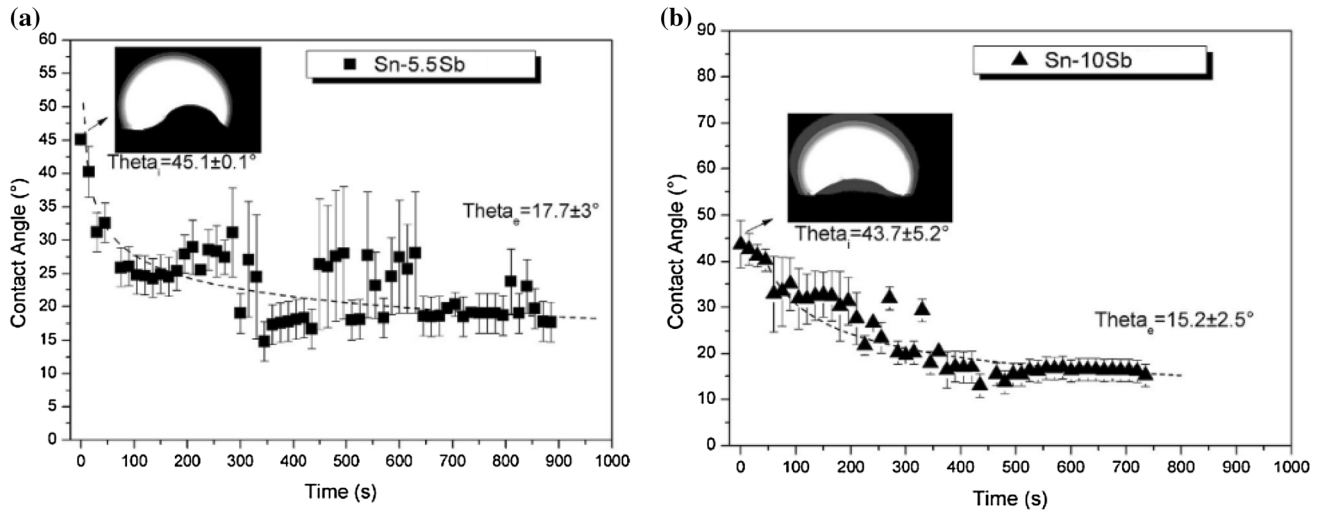 (a)
60
55
50
45
40
35
30
25
20
15
10
5
0
Contact Angle (°)
Sn-5.5Sb
Theta_i=45.1±0.1°
Theta_e=17.7±3°
0 100 200 300 400 500 600 700 800 900 1000
Time (s)
(b)
90
80
70
60
50
40
30
20
10
0
Contact Angle (°)
Sn-10Sb
Theta_i=43.7±5.2°
Theta_e=15.2±2.5°
0 100 200 300 400 500 600 700 800 900 1000
Time (s)